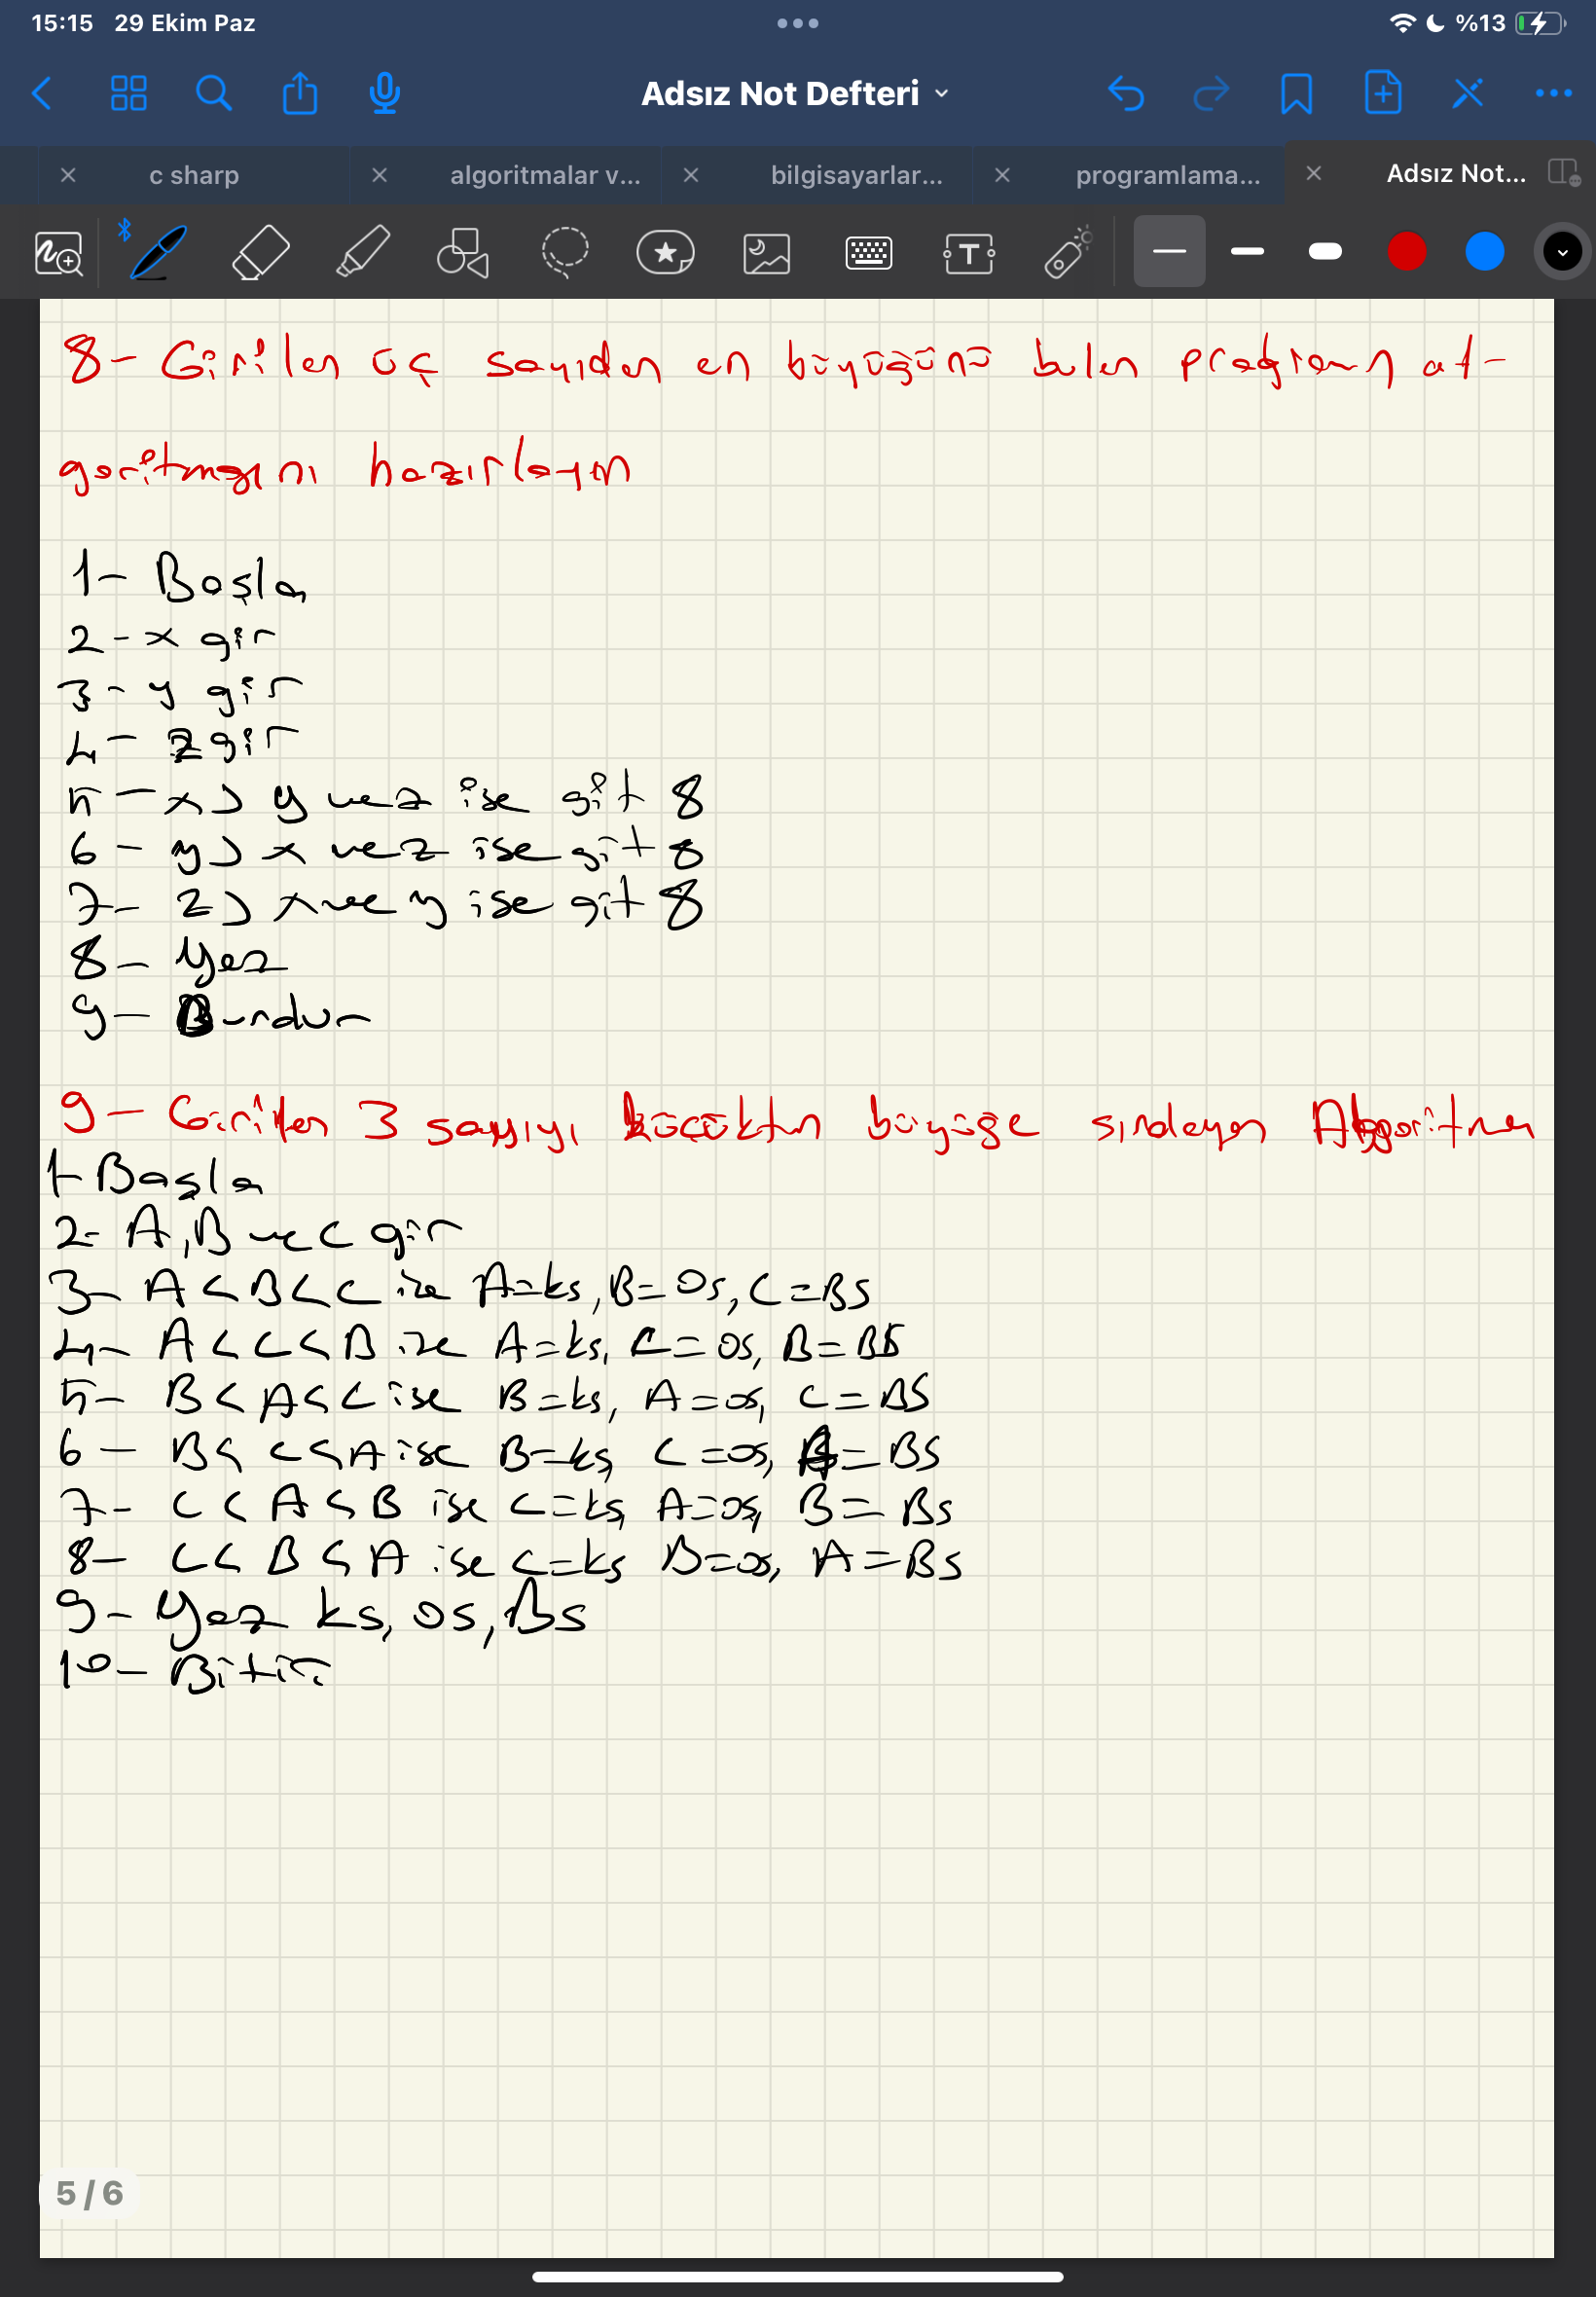 15:15 29 Ekim Paz %13
Adsız Not Defteri
c sharp algoritmalar v... bilgisayarlar... programlama... Adsız Not...
8- Girilen üç sayıdan en büyüğünü bulan program al-
goritmasını hazırlayın
1- Başla
2- x gir
3- y gir
4- z gir
5- x > y ve z ise git 8
6- y > x ve z ise git 8
7- z > x ve y ise git 8
8- Yaz
9- Durdur
9- Girilen 3 sayıyı küçükten büyüğe sıralayan Algoritma
1- Başla
2- A, B ve C gir
3- A < B < C ise A=ks, B=Os, C=BS
4- A < C < B ise A=ks, C=os, B=BS
5- B < A < C ise B=ks, A=os, C=BS
6- B < C < A ise B=ks, C=os, A=BS
7- C < A < B ise C=ks, A=os, B=Bs
8- C < B < A ise C=ks B=os, A=Bs
9- Yaz ks, os, Bs
10- Bitir
5 / 6